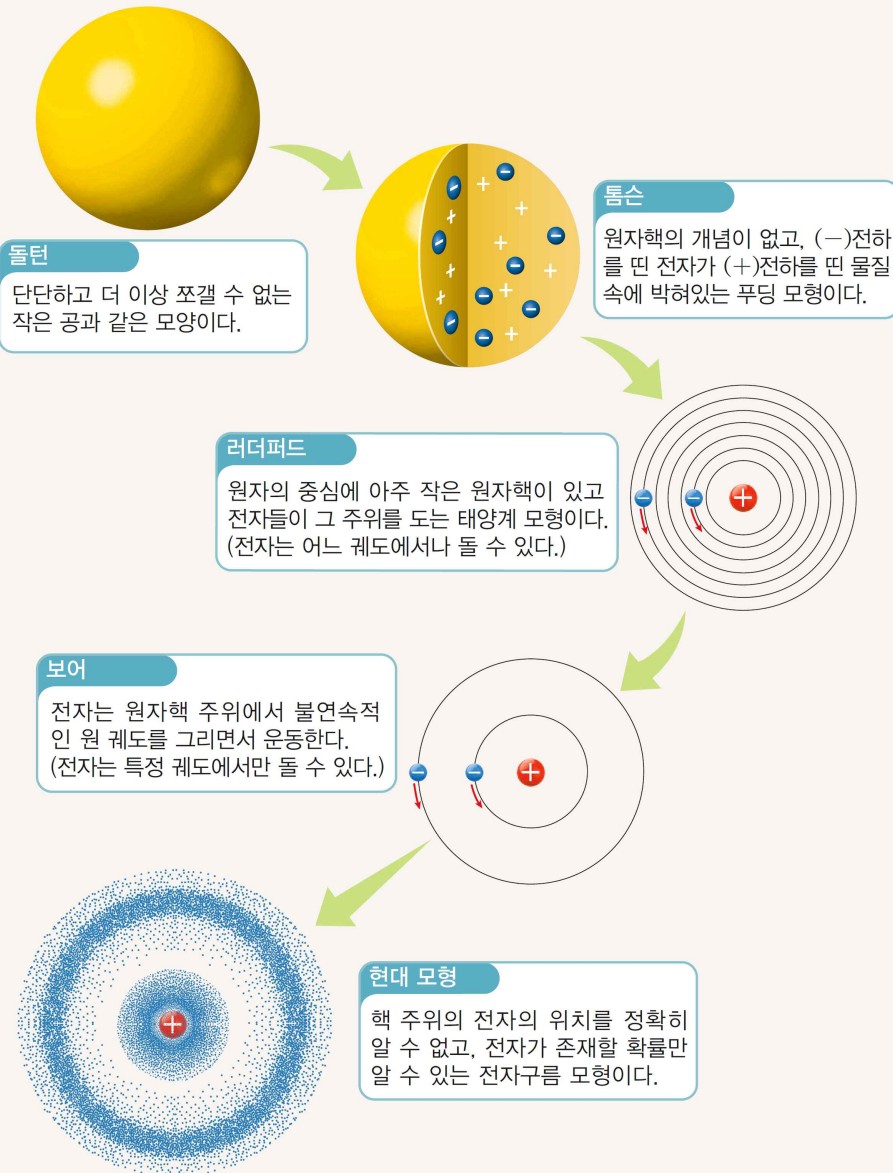 돌턴
단단하고 더 이상 쪼갤 수 없는
작은 공과 같은 모양이다.
톰슨
원자핵의 개념이 없고, (-)전하
를 띤 전자가 (+)전하를 띤 물질
속에 박혀있는 푸딩 모형이다.
러더퍼드
원자의 중심에 아주 작은 원자핵이 있고
전자들이 그 주위를 도는 태양계 모형이다.
(전자는 어느 궤도에서나 돌 수 있다.)
보어
전자는 원자핵 주위에서 불연속적
인 원 궤도를 그리면서 운동한다.
(전자는 특정 궤도에서만 돌 수 있다.)
현대 모형
핵 주위의 전자의 위치를 정확히
알 수 없고, 전자가 존재할 확률만
알 수 있는 전자구름 모형이다.